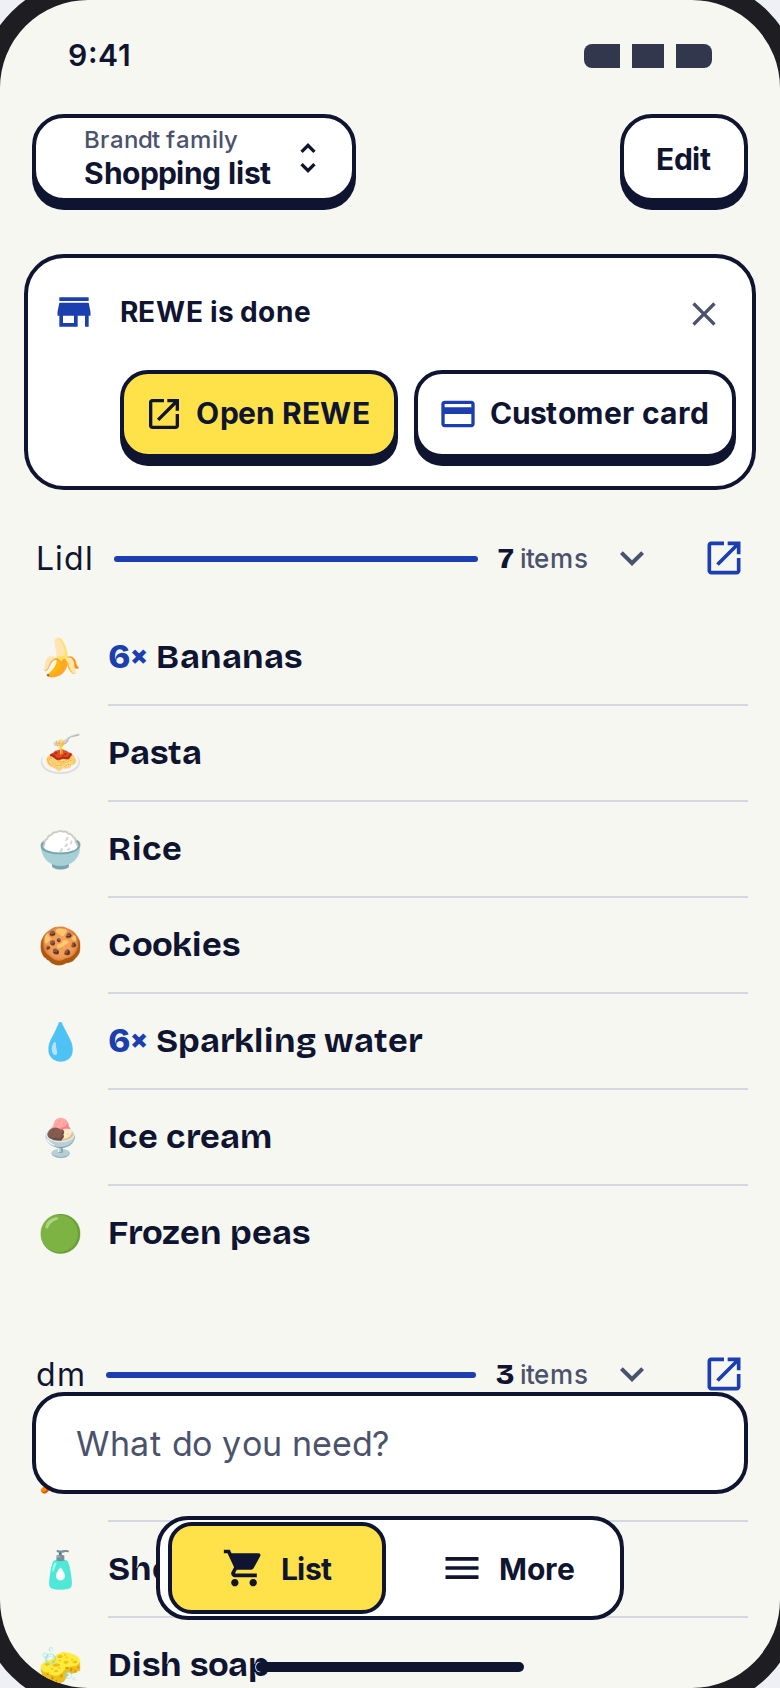 9:41
Brandt family
Shopping list
Edit
REWE is done
Open REWE
Customer card
Lidl 7 items
6× Bananas
Pasta
Rice
Cookies
6× Sparkling water
Ice cream
Frozen peas
dm 3 items
What do you need?
List
More
Dish soap